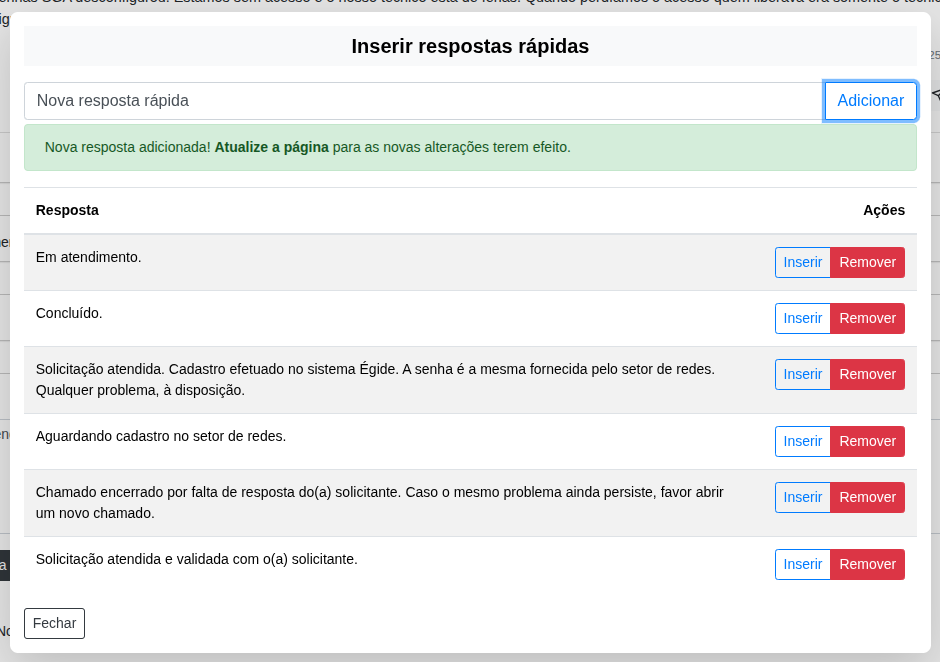 Inserir respostas rápidas
Nova resposta rápida
Adicionar
Nova resposta adicionada! Atualize a página para as novas alterações terem efeito.
Resposta
Ações
Em atendimento.
Inserir Remover
Concluído.
Inserir Remover
Solicitação atendida. Cadastro efetuado no sistema Égide. A senha é a mesma fornecida pelo setor de redes.
Qualquer problema, à disposição.
Inserir Remover
Aguardando cadastro no setor de redes.
Inserir Remover
Chamado encerrado por falta de resposta do(a) solicitante. Caso o mesmo problema ainda persiste, favor abrir
um novo chamado.
Inserir Remover
Solicitação atendida e validada com o(a) solicitante.
Inserir Remover
Fechar